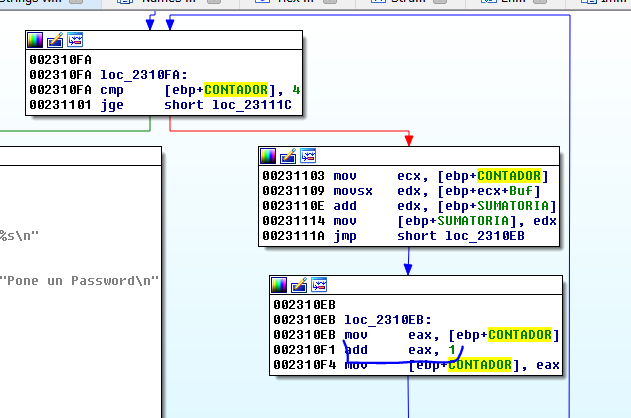 002310FA
002310FA loc_2310FA:
002310FA cmp [ebp+CONTADOR], 4
00231101 jge short loc_23111C
00231103 mov ecx, [ebp+CONTADOR]
00231109 movsx edx, [ebp+ecx+Buf]
0023110E add edx, [ebp+SUMATORIA]
00231114 mov [ebp+SUMATORIA], edx
0023111A jmp short loc_2310EB
%s\n"
"Pone un Password\n"
002310EB
002310EB loc_2310EB:
002310EB mov eax, [ebp+CONTADOR]
002310F1 add eax, 1
002310F4 mov [ebp+CONTADOR], eax